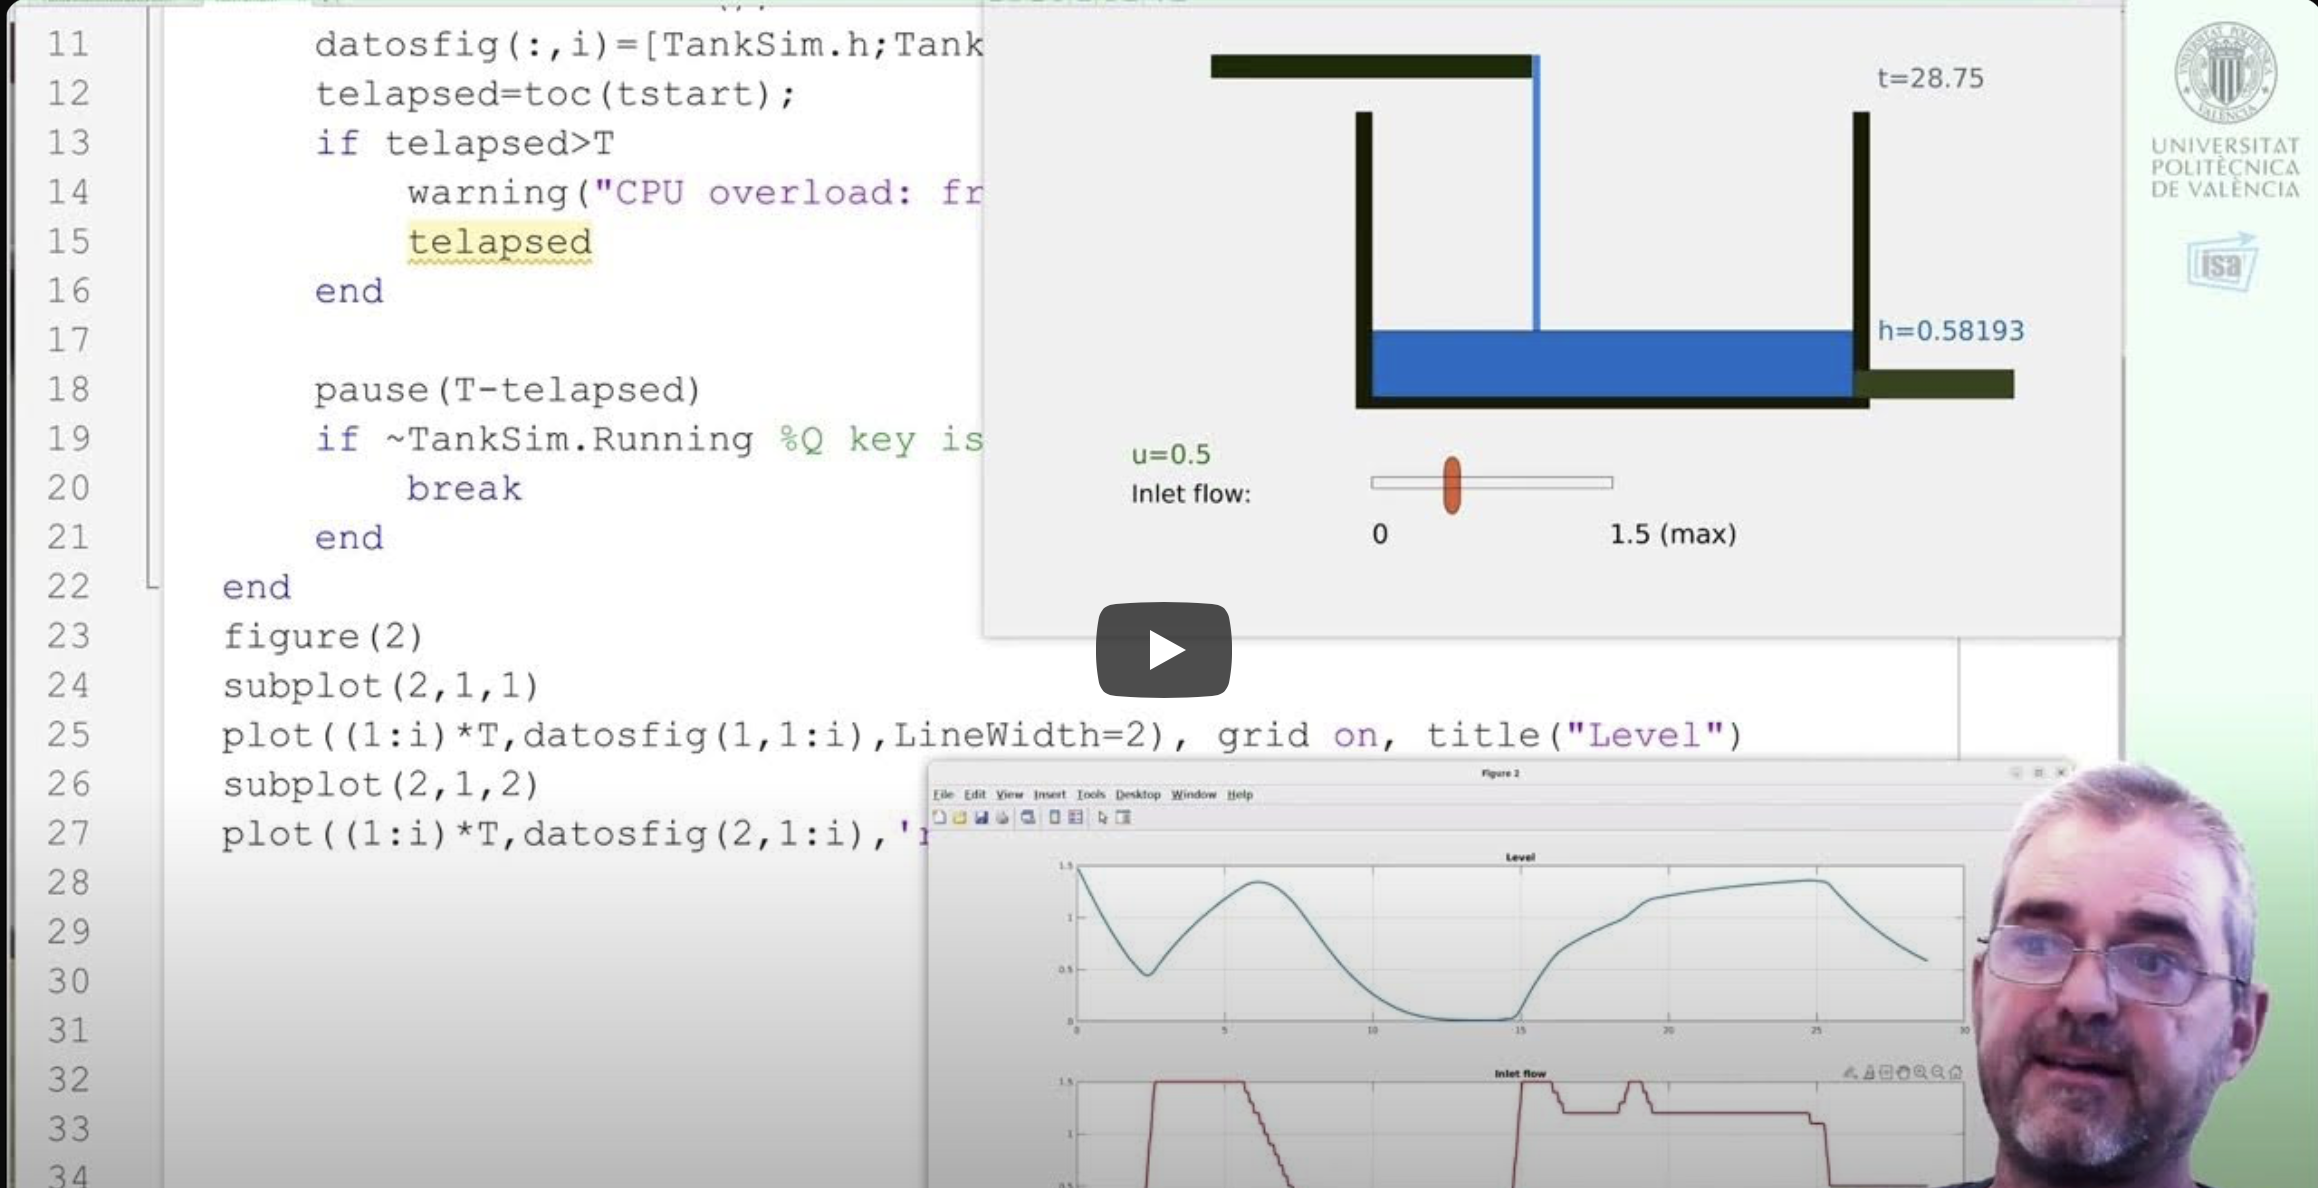 11 datosfig(:,i)=[TankSim.h;Tank
12 telapsed=toc(tstart);
13 if telapsed>T
14 warning("CPU overload: fr
15 telapsed
16 end
17
18 pause(T-telapsed)
19 if ~TankSim.Running %Q key is
20 break
21 end
22 end
23 figure(2)
24 subplot(2,1,1)
25 plot((1:i)*T,datosfig(1,1:i),LineWidth=2), grid on, title("Level")
26 subplot(2,1,2)
27 plot((1:i)*T,datosfig(2,1:i),'r
28
29
30
31
32
33
34
t=28.75
h=0.58193
u=0.5
Inlet flow:
0
1.5 (max)
UNIVERSITAT
POLITÈCNICA
DE VALÈNCIA
isa
Figure 2
File Edit View Insert Tools Desktop Window Help
Level
1.5
1
0.5
0
0 5 10 15 20 25 30
Inlet flow
1.5
1
0.5